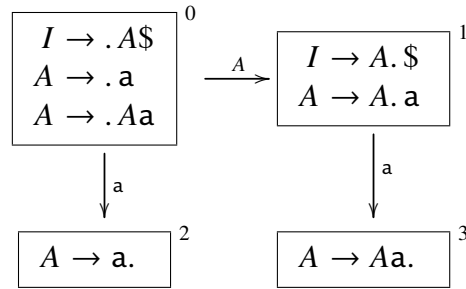 0
I → . A$
A → . a
A → . Aa
A
1
I → A. $
A → A. a
a
a
2
A → a.
3
A → Aa.